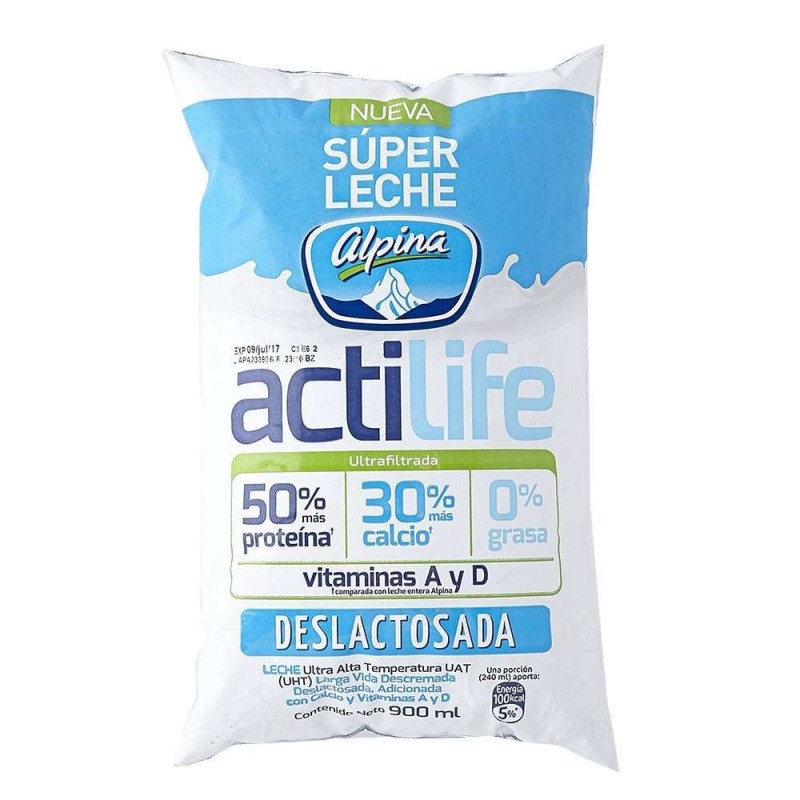 NUEVA
SÚPER
LECHE
alpina
EXP 09/jul/17
actilife
Ultrafiltrada
50% más proteína†
30% más calcio†
0% grasa
vitaminas A y D
†comparada con leche entera Alpina
DESLACTOSADA
LECHE Ultra Alta Temperatura UAT
(UHT) Larga Vida Descremada
Deslactosada, Adicionada
con Calcio y Vitaminas A y D
Contenido Neto 900 ml
Una porción
(240 ml) aporta:
Energía
100kcal
5%*